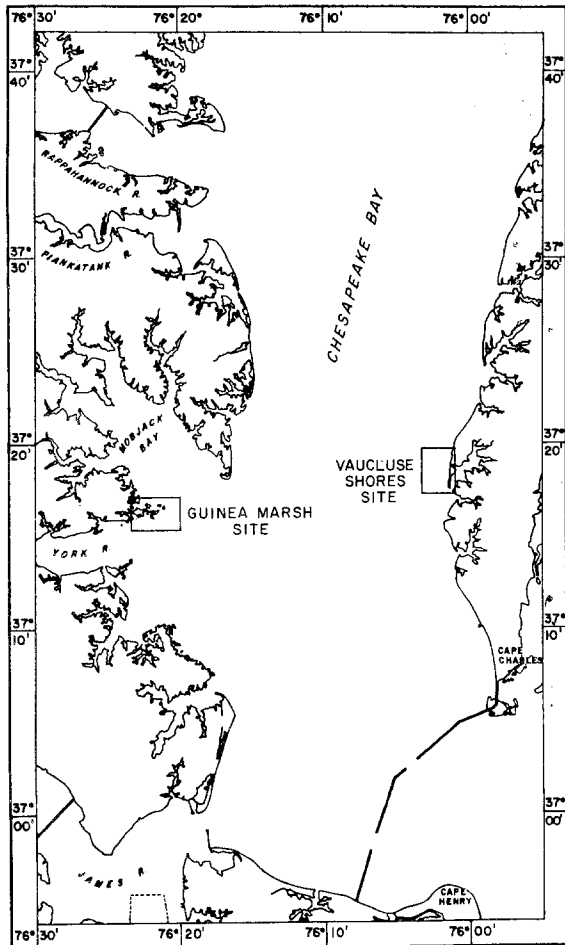 76° 30' 76° 20' 76° 10' 76° 00'
37° 40'
37° 40'
RAPPAHANNOCK R.
37° 30'
37° 30'
PIANKATANK R.
CHESAPEAKE BAY
MOBJACK
BAY
37° 20'
37° 20'
VAUCLUSE
SHORES
SITE
GUINEA MARSH
SITE
YORK R.
37° 10'
37° 10'
CAPE
CHARLES
37° 00'
37° 00'
JAMES R
CAPE
HENRY
76° 30' 76° 20' 76° 10' 76° 00'